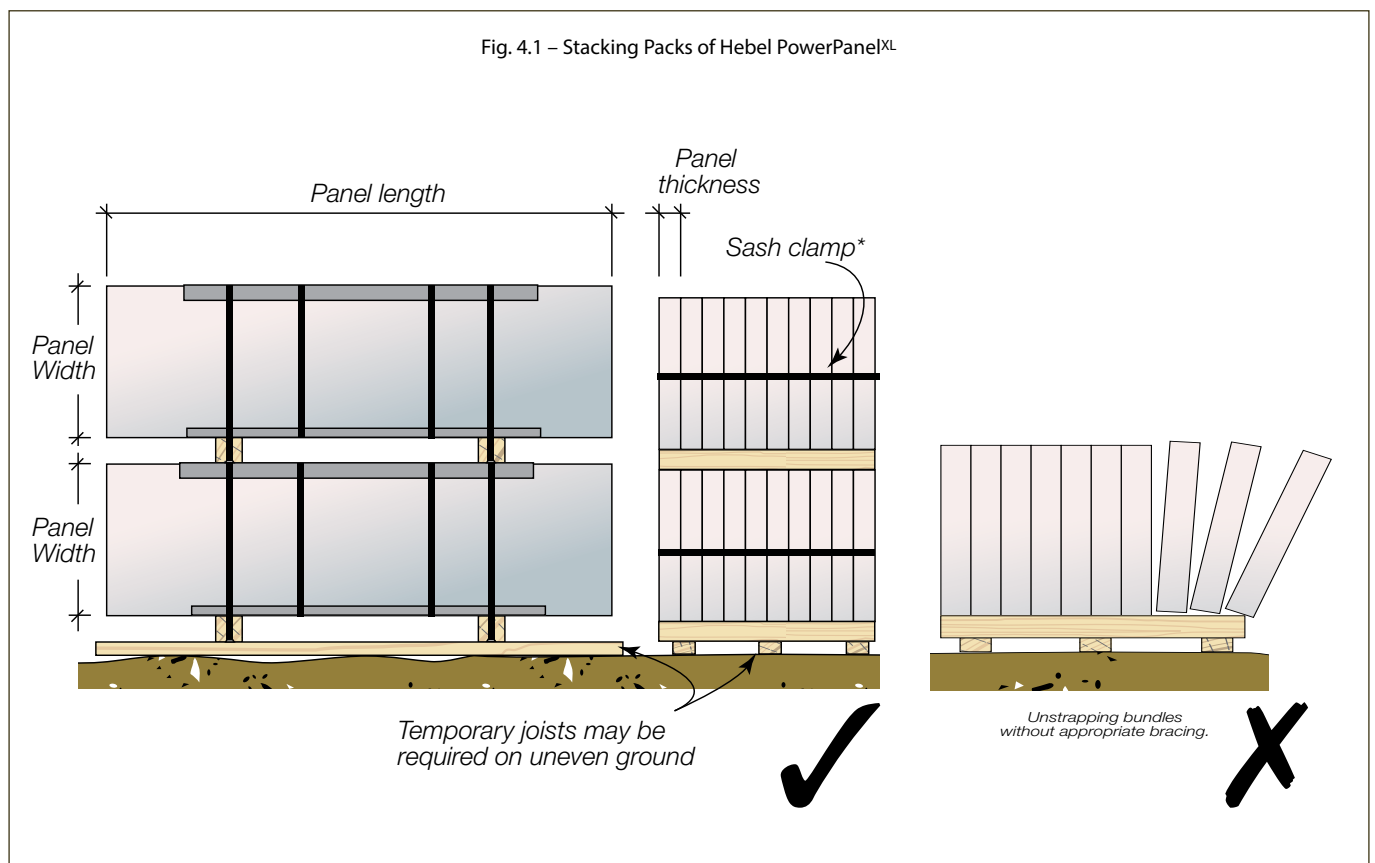 Fig. 4.1 – Stacking Packs of Hebel PowerPanelXL
Panel length
Panel
thickness
Sash clamp*
Panel
Width
Panel
Width
Temporary joists may be
required on uneven ground
Unstrapping bundles
without appropriate bracing.